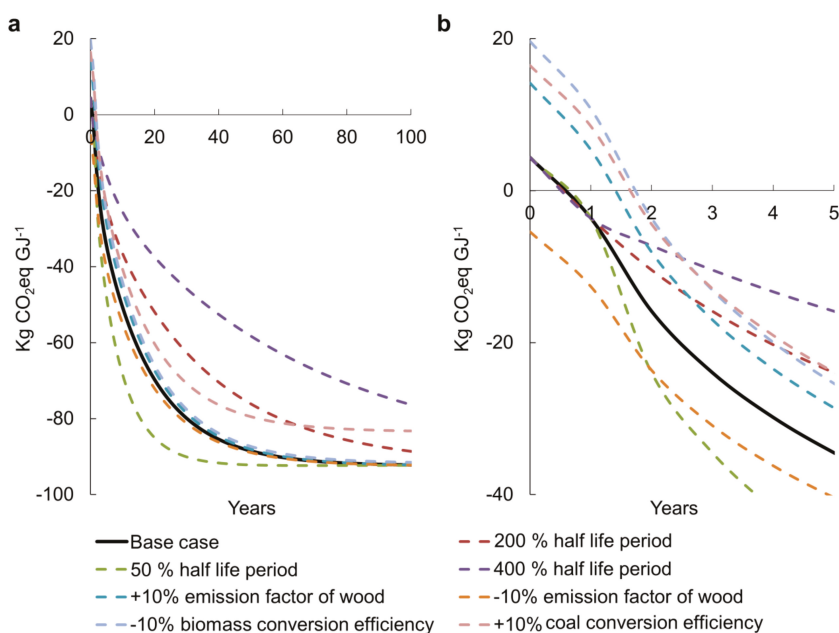 a
b
20
0
-20
-40
-60
-80
-100
0
20
40
60
80
100
Kg CO₂eq GJ⁻¹
Years
20
0
-20
-40
0
1
2
3
4
5
Kg CO₂eq GJ⁻¹
Years
Base case
50 % half life period
+10% emission factor of wood
-10% biomass conversion efficiency
200 % half life period
400 % half life period
-10% emission factor of wood
+10% coal conversion efficiency